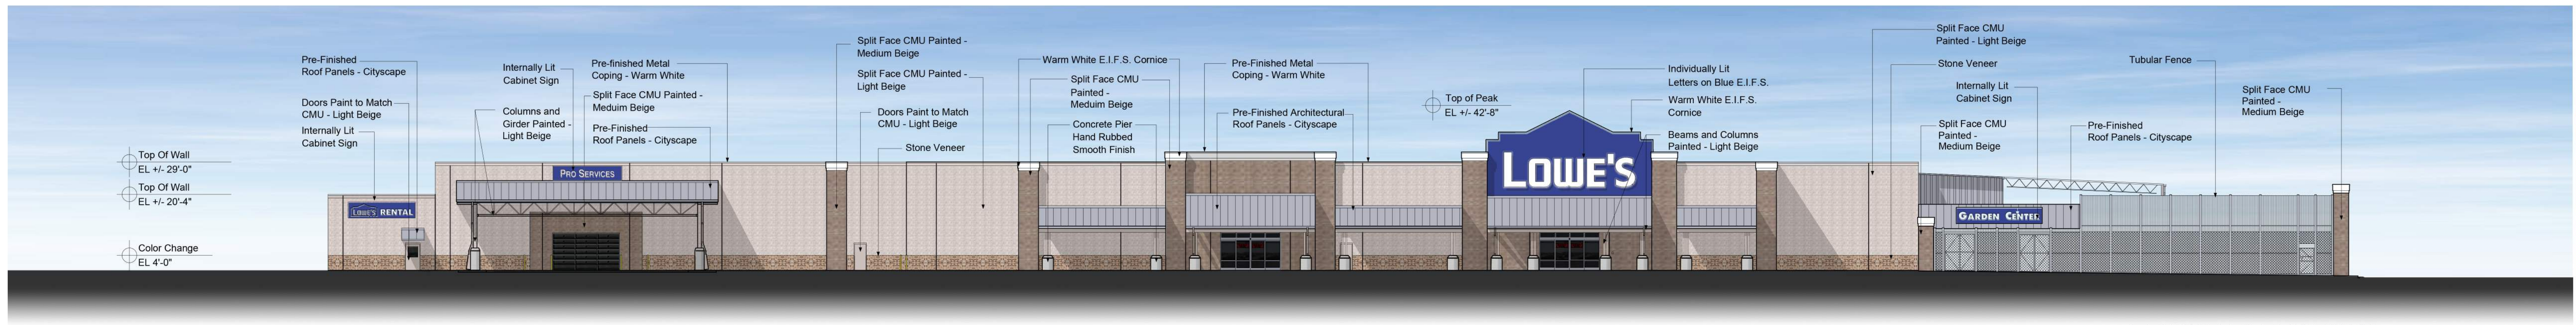 Top Of Wall
EL +/- 29'-0"
Top Of Wall
EL +/- 20'-4"
Color Change
EL 4'-0"
Pre-Finished
Roof Panels - Cityscape
Doors Paint to Match
CMU - Light Beige
Internally Lit
Cabinet Sign
LOWE'S RENTAL
Internally Lit
Cabinet Sign
Columns and
Girder Painted -
Light Beige
Pre-finished Metal
Coping - Warm White
Split Face CMU Painted -
Meduim Beige
Pre-Finished
Roof Panels - Cityscape
PRO SERVICES
Split Face CMU Painted -
Medium Beige
Split Face CMU Painted -
Light Beige
Doors Paint to Match
CMU - Light Beige
Stone Veneer
Warm White E.I.F.S. Cornice
Split Face CMU
Painted -
Meduim Beige
Concrete Pier
Hand Rubbed
Smooth Finish
Pre-Finished Metal
Coping - Warm White
Pre-Finished Architectural
Roof Panels - Cityscape
Top of Peak
EL +/- 42'-8"
LOWE'S
Individually Lit
Letters on Blue E.I.F.S.
Warm White E.I.F.S.
Cornice
Beams and Columns
Painted - Light Beige
Split Face CMU
Painted - Light Beige
Stone Veneer
Internally Lit
Cabinet Sign
Split Face CMU
Painted -
Medium Beige
GARDEN CENTER
Pre-Finished
Roof Panels - Cityscape
Tubular Fence
Split Face CMU
Painted -
Medium Beige